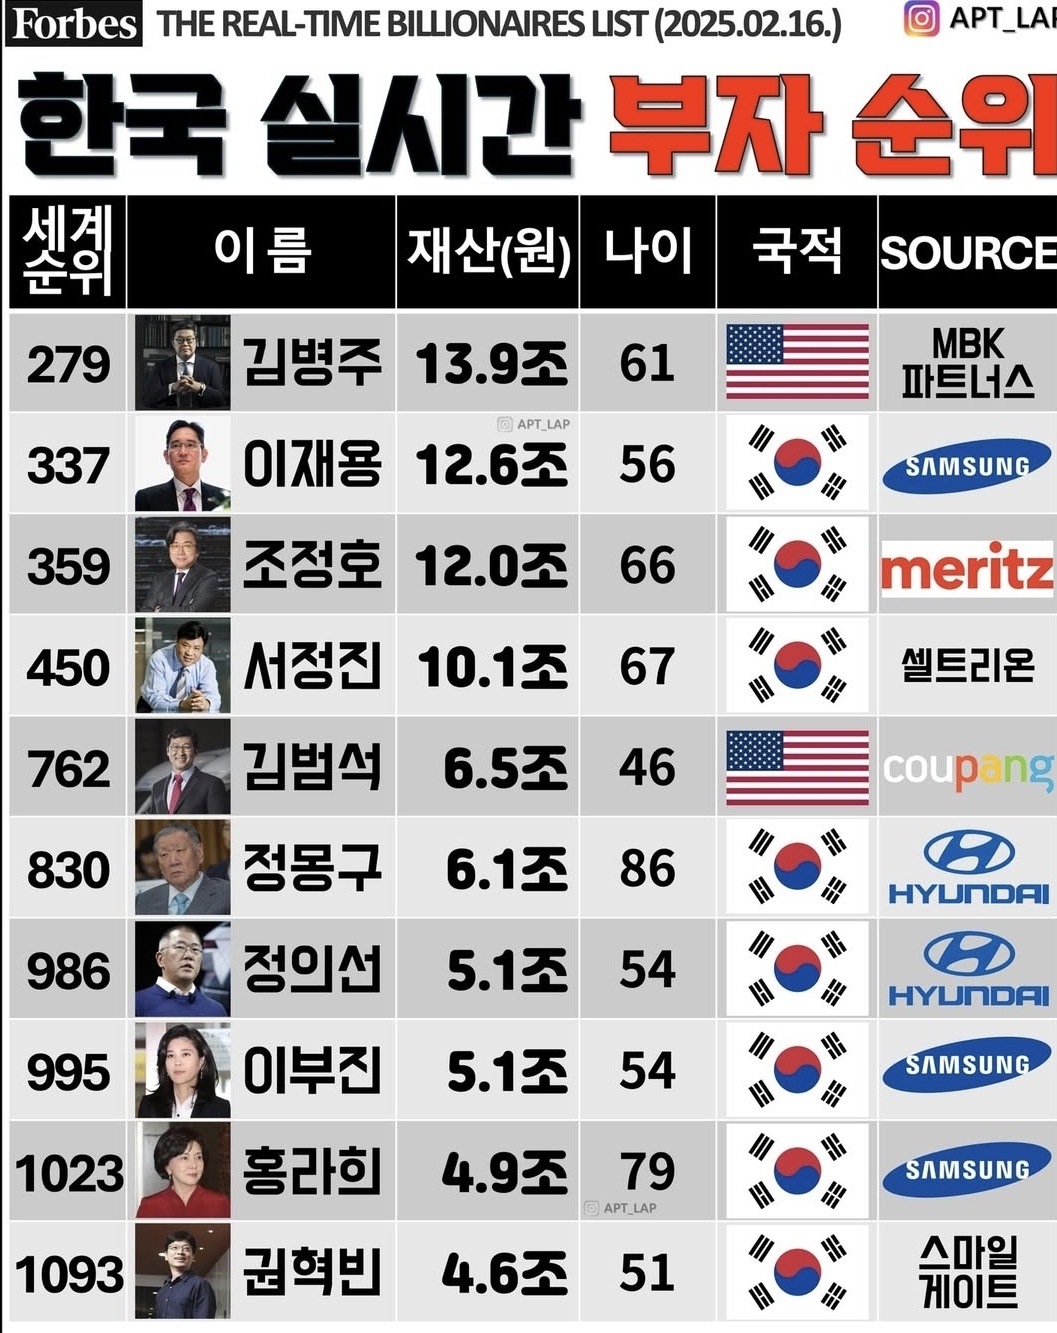 Forbes THE REAL-TIME BILLIONAIRES LIST (2025.02.16.) APT_LAP
한국 실시간 부자 순위
세계 순위 이름 재산(원) 나이 국적 SOURCE
279 김병주 13.9조 61 MBK 파트너스
APT_LAP
337 이재용 12.6조 56 SAMSUNG
359 조정호 12.0조 66 meritz
450 서정진 10.1조 67 셀트리온
762 김범석 6.5조 46 coupang
830 정몽구 6.1조 86 HYUNDAI
986 정의선 5.1조 54 HYUNDAI
995 이부진 5.1조 54 SAMSUNG
1023 홍라희 4.9조 79 SAMSUNG
APT_LAP
1093 권혁빈 4.6조 51 스마일 게이트